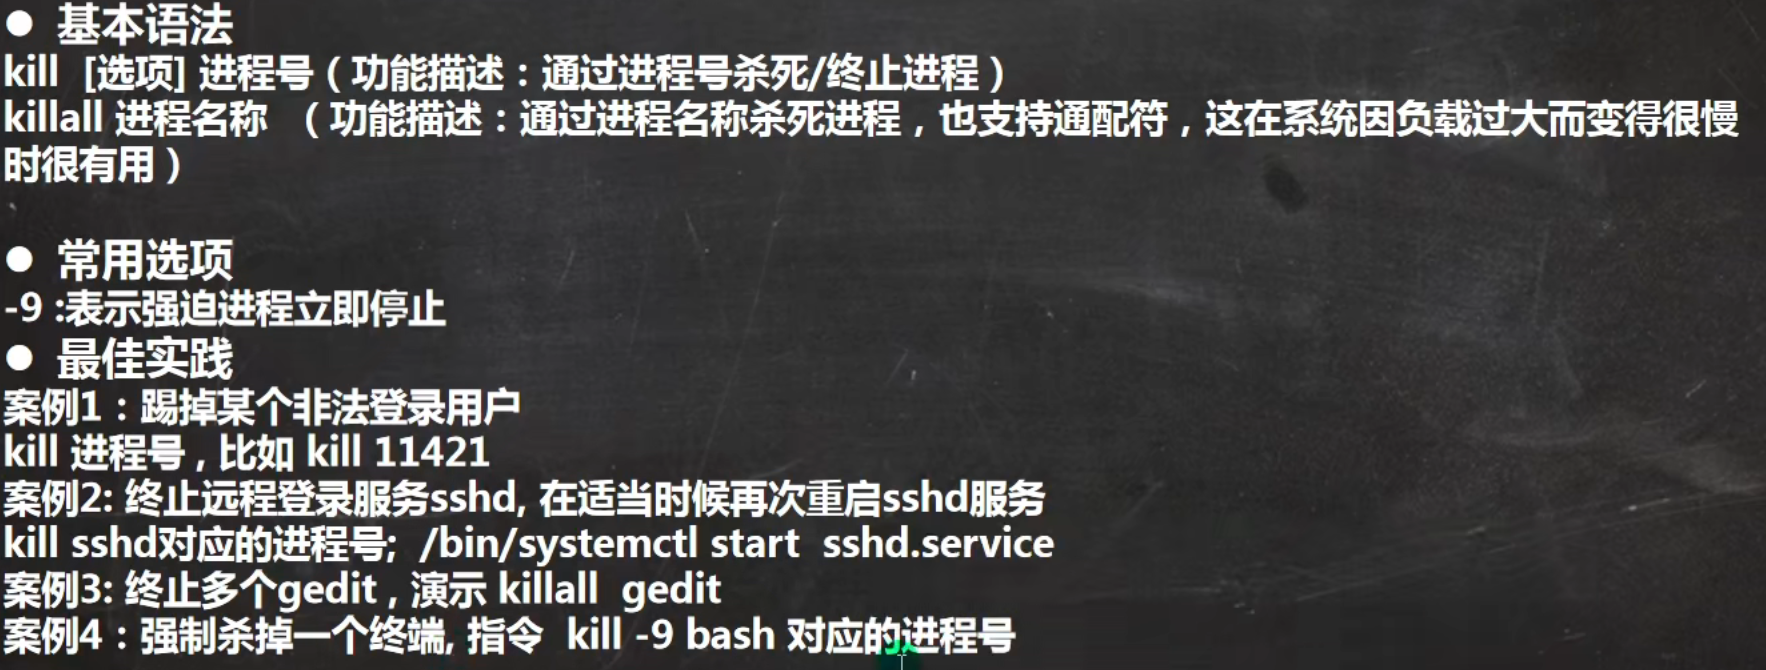 ● 基本语法
kill [选项] 进程号（功能描述：通过进程号杀死/终止进程）
killall 进程名称 （功能描述：通过进程名称杀死进程，也支持通配符，这在系统因负载过大而变得很慢
时很有用）
● 常用选项
-9 :表示强迫进程立即停止
● 最佳实践
案例1：踢掉某个非法登录用户
kill 进程号，比如 kill 11421
案例2: 终止远程登录服务sshd, 在适当时候再次重启sshd服务
kill sshd对应的进程号; /bin/systemctl start sshd.service
案例3: 终止多个gedit，演示 killall gedit
案例4：强制杀掉一个终端, 指令 kill -9 bash 对应的进程号